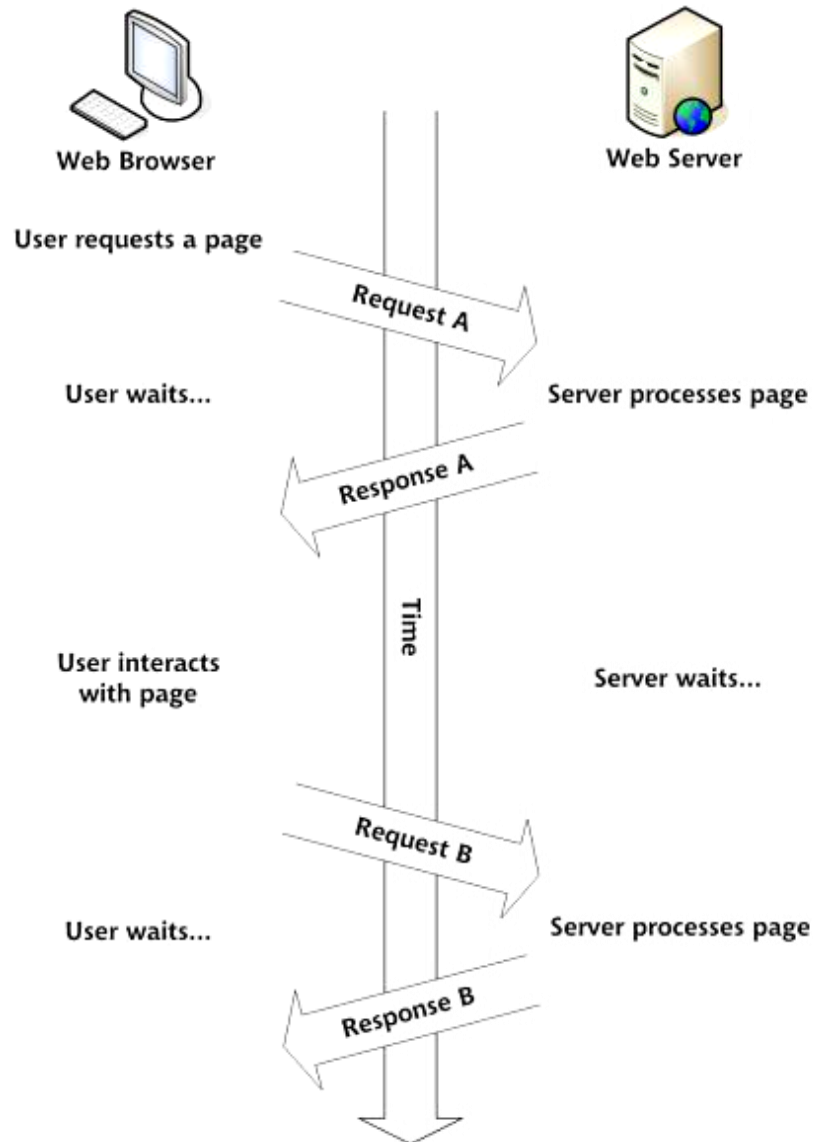 Web Browser
Web Server
User requests a page
Request A
User waits...
Server processes page
Response A
Time
User interacts
with page
Server waits...
Request B
User waits...
Server processes page
Response B